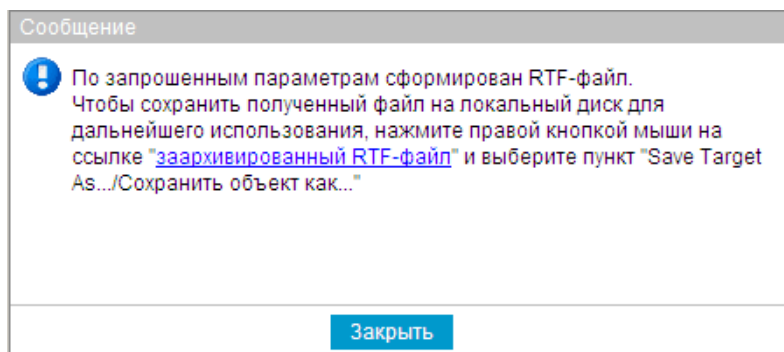 Сообщение
По запрошенным параметрам сформирован RTF-файл.
Чтобы сохранить полученный файл на локальный диск для
дальнейшего использования, нажмите правой кнопкой мыши на
ссылке "заархивированный RTF-файл" и выберите пункт "Save Target
As.../Сохранить объект как..."
Закрыть